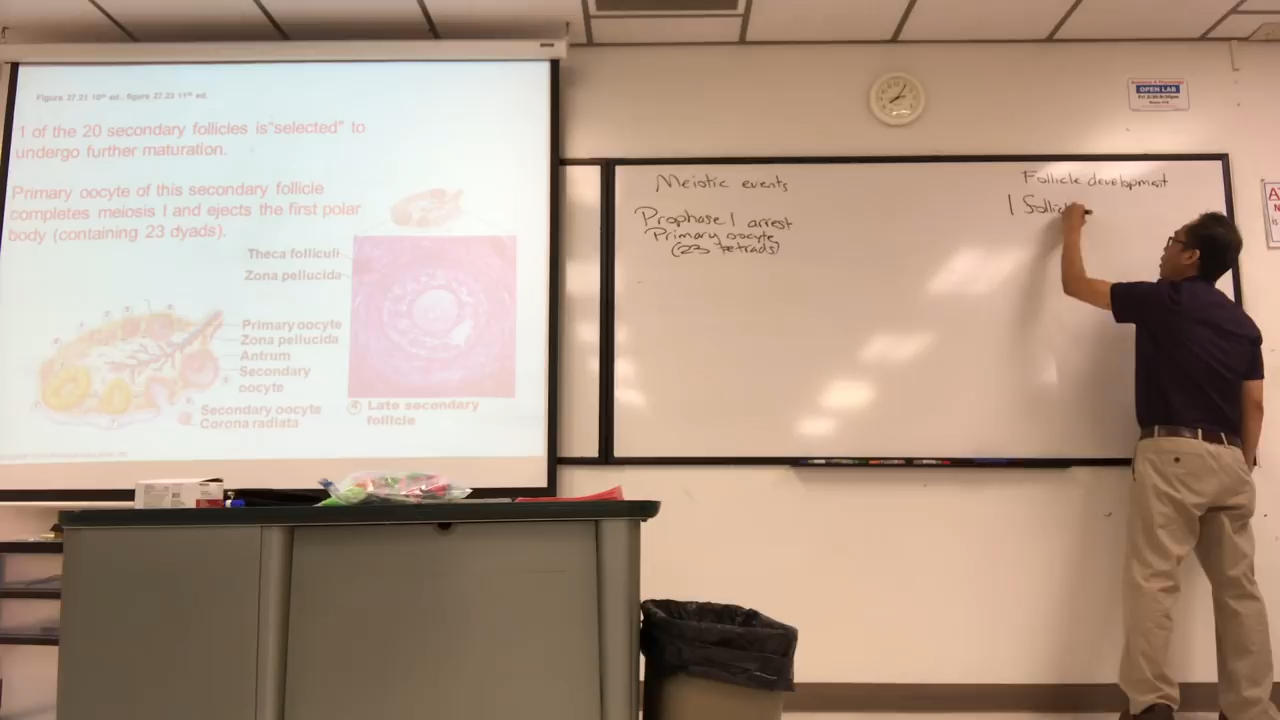 Figure 27.21 10th ed., figure 27.23 11th ed.
1 of the 20 secondary follicles is"selected" to
undergo further maturation.
Primary oocyte of this secondary follicle
completes meiosis I and ejects the first polar
body (containing 23 dyads).
Theca folliculi
Zona pellucida
Primary oocyte
Zona pellucida
Antrum
Secondary
oocyte
Secondary oocyte
Corona radiata
4 Late secondary
follicle
Meiotic events
Prophase I arrest
Primary oocyte
(23 tetrads)
Follicle development
OPEN LAB